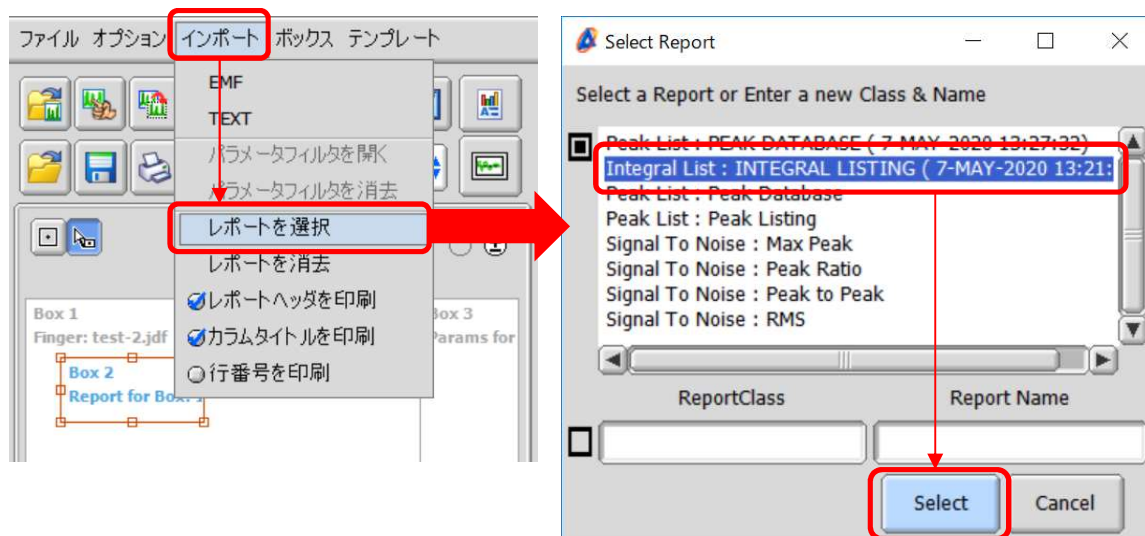 ファイル オプション インポート ボックス テンプレート
EMF
TEXT
パラメータフィルタを開く
パラメータフィルタを消去
レポートを選択
レポートを消去
レポートヘッダを印刷
カラムタイトルを印刷
行番号を印刷
Box 1
Finger: test-2.jdf
Box 2
Report for Box: 1
Box 3
Params for
Select Report
Select a Report or Enter a new Class & Name
Peak List : PEAK DATABASE ( 7-MAY-2020 13:27:32)
Integral List : INTEGRAL LISTING ( 7-MAY-2020 13:21:
Peak List : Peak Database
Peak List : Peak Listing
Signal To Noise : Max Peak
Signal To Noise : Peak Ratio
Signal To Noise : Peak to Peak
Signal To Noise : RMS
ReportClass Report Name
Select Cancel